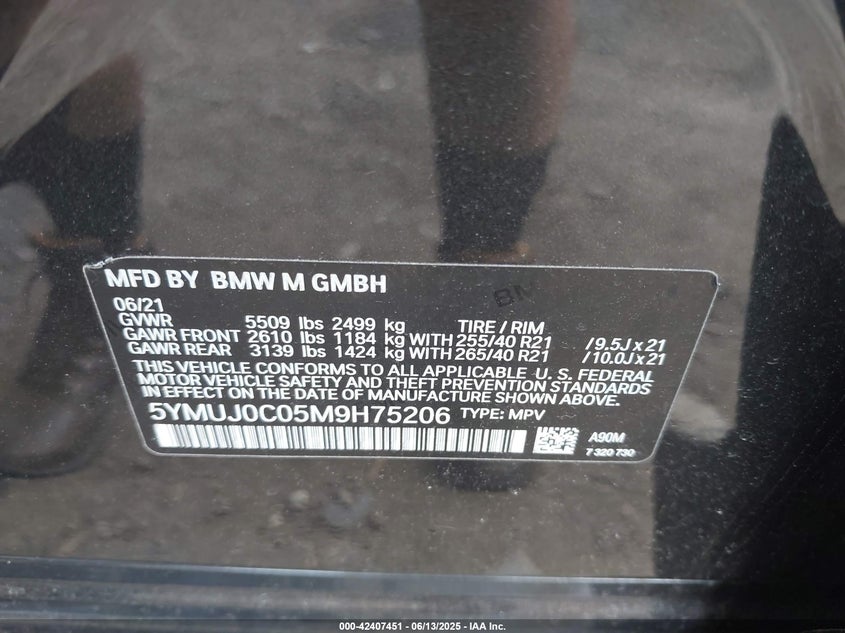 MFD BY BMW M GMBH
06/21
GVWR 5509 lbs 2499 kg TIRE / RIM
GAWR FRONT 2610 lbs 1184 kg WITH 255/40 R21 / 9.5J x 21
GAWR REAR 3139 lbs 1424 kg WITH 265/40 R21 / 10.0J x 21
THIS VEHICLE CONFORMS TO ALL APPLICABLE U. S. FEDERAL
MOTOR VEHICLE SAFETY AND THEFT PREVENTION STANDARDS
IN EFFECT ON THE DATE OF MANUFACTURE SHOWN ABOVE.
5YMUJ0C05M9H75206 TYPE: MPV
A90M
7 320 730
000-42407451 - 06/13/2025 - IAA Inc.